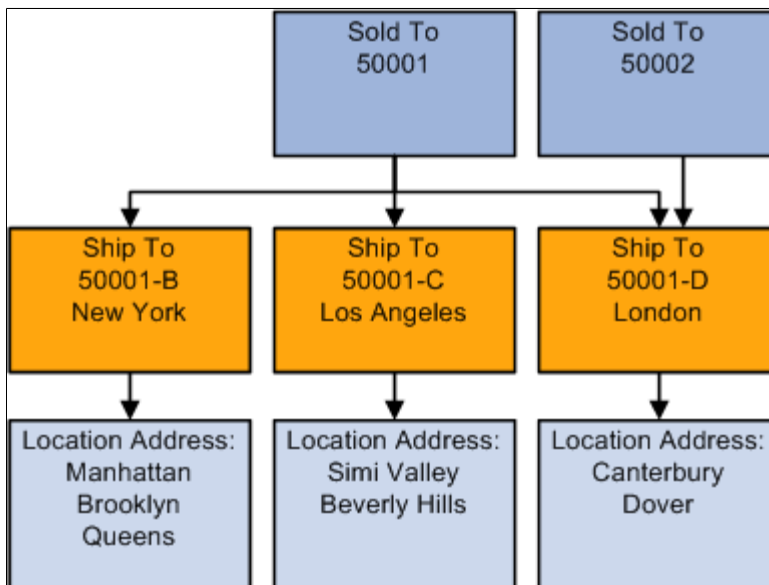 Sold To
50001
Sold To
50002
Ship To
50001-B
New York
Ship To
50001-C
Los Angeles
Ship To
50001-D
London
Location Address:
Manhattan
Brooklyn
Queens
Location Address:
Simi Valley
Beverly Hills
Location Address:
Canterbury
Dover